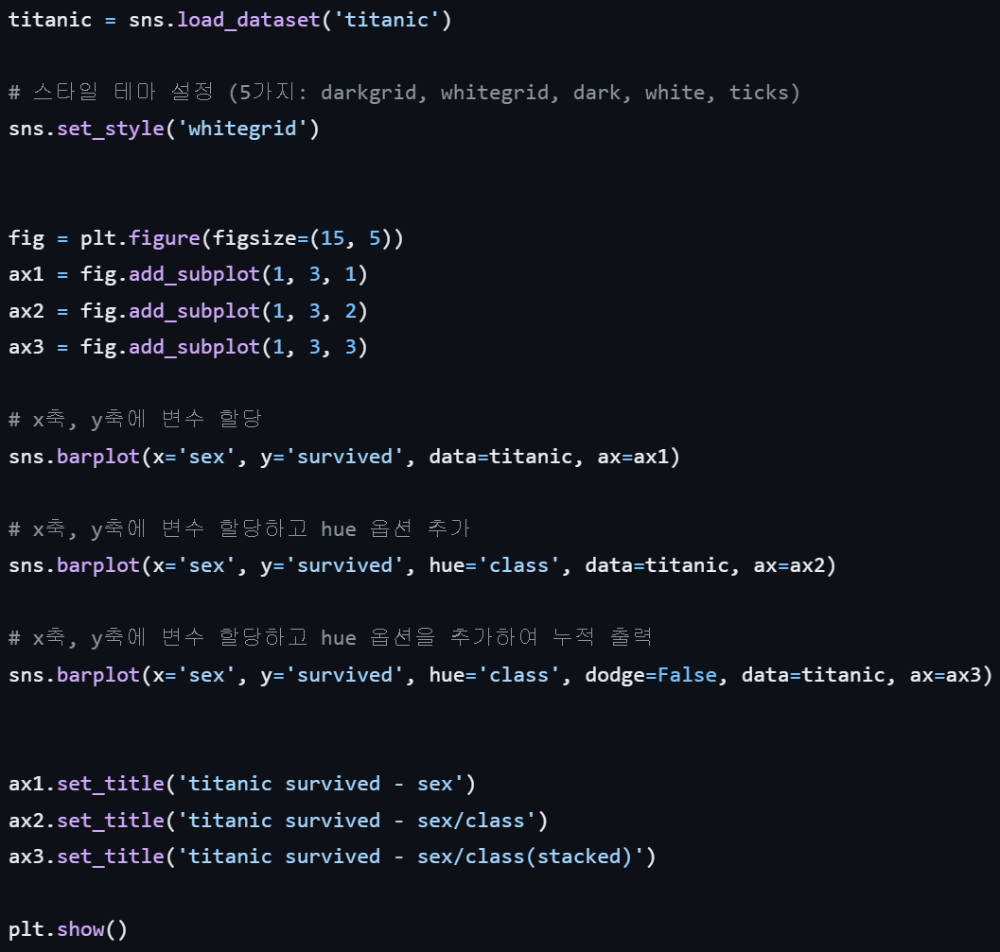 titanic = sns.load_dataset('titanic')
# 스타일 테마 설정 (5가지: darkgrid, whitegrid, dark, white, ticks)
sns.set_style('whitegrid')
fig = plt.figure(figsize=(15, 5))
ax1 = fig.add_subplot(1, 3, 1)
ax2 = fig.add_subplot(1, 3, 2)
ax3 = fig.add_subplot(1, 3, 3)
# x축, y축에 변수 할당
sns.barplot(x='sex', y='survived', data=titanic, ax=ax1)
# x축, y축에 변수 할당하고 hue 옵션 추가
sns.barplot(x='sex', y='survived', hue='class', data=titanic, ax=ax2)
# x축, y축에 변수 할당하고 hue 옵션을 추가하여 누적 출력
sns.barplot(x='sex', y='survived', hue='class', dodge=False, data=titanic, ax=ax3)
ax1.set_title('titanic survived - sex')
ax2.set_title('titanic survived - sex/class')
ax3.set_title('titanic survived - sex/class(stacked)')
plt.show()